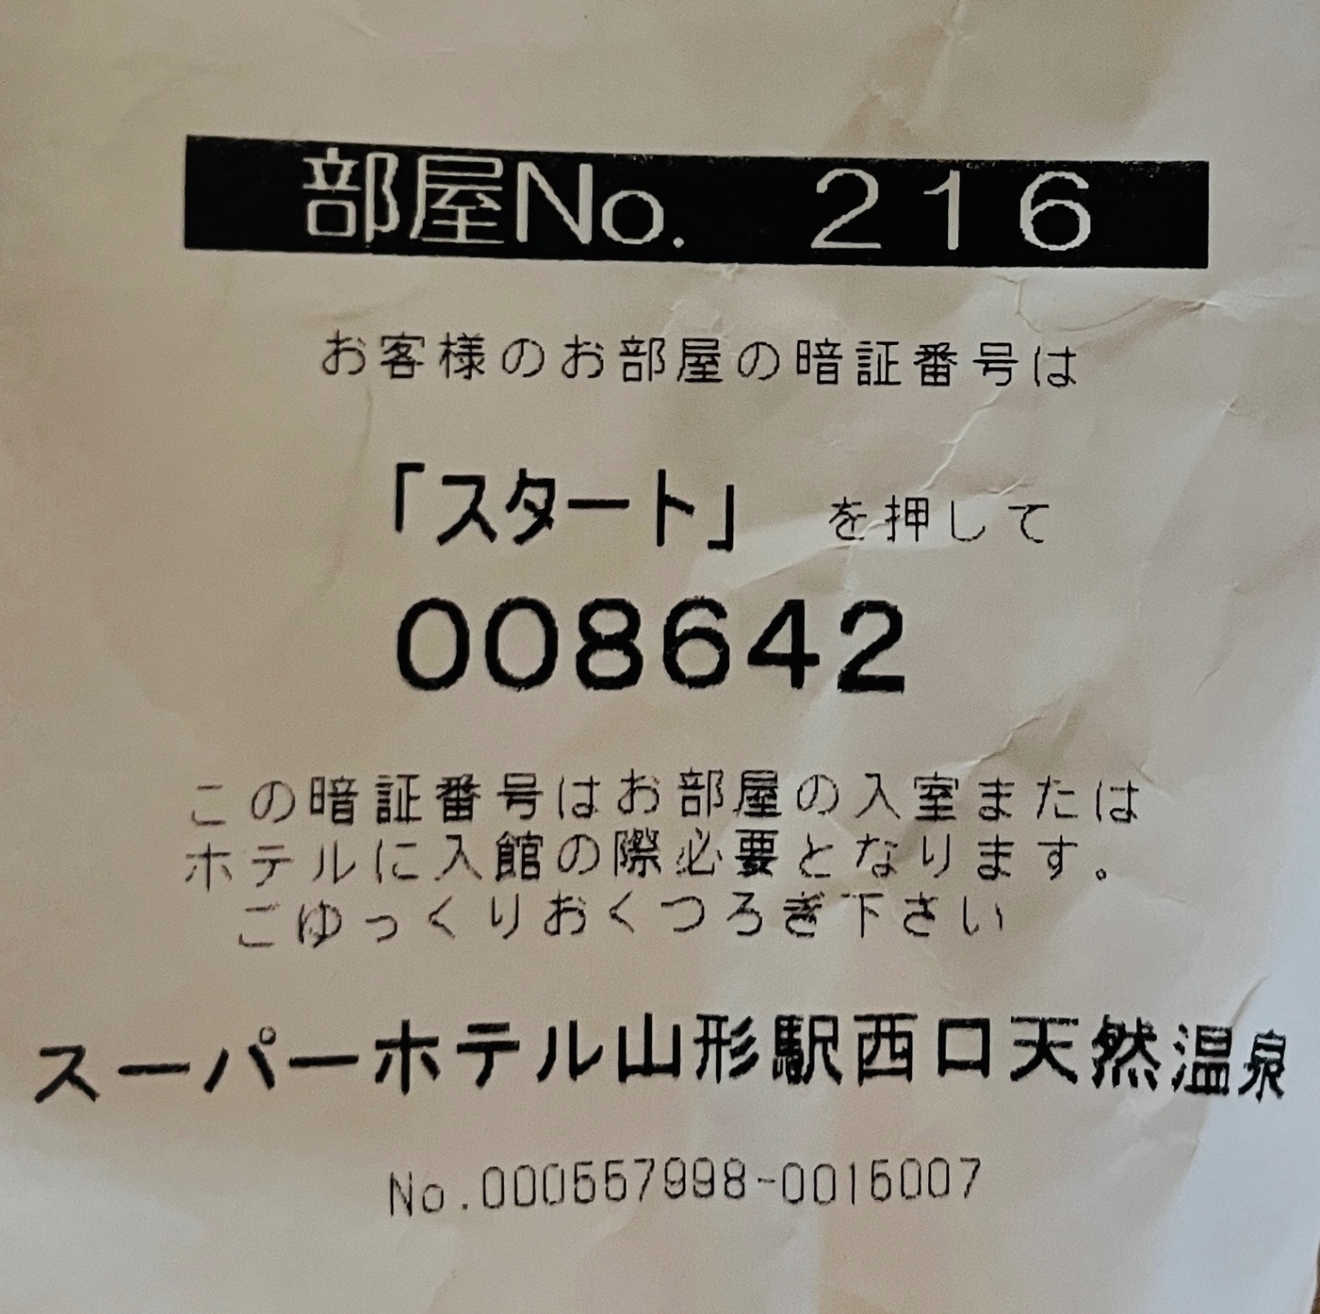 部屋No. 216
お客様のお部屋の暗証番号は
「スタート」 を押して
008642
この暗証番号はお部屋の入室または
ホテルに入館の際必要となります。
ごゆっくりおくつろぎ下さい
スーパーホテル山形駅西口天然温泉
No.000557998-0015007